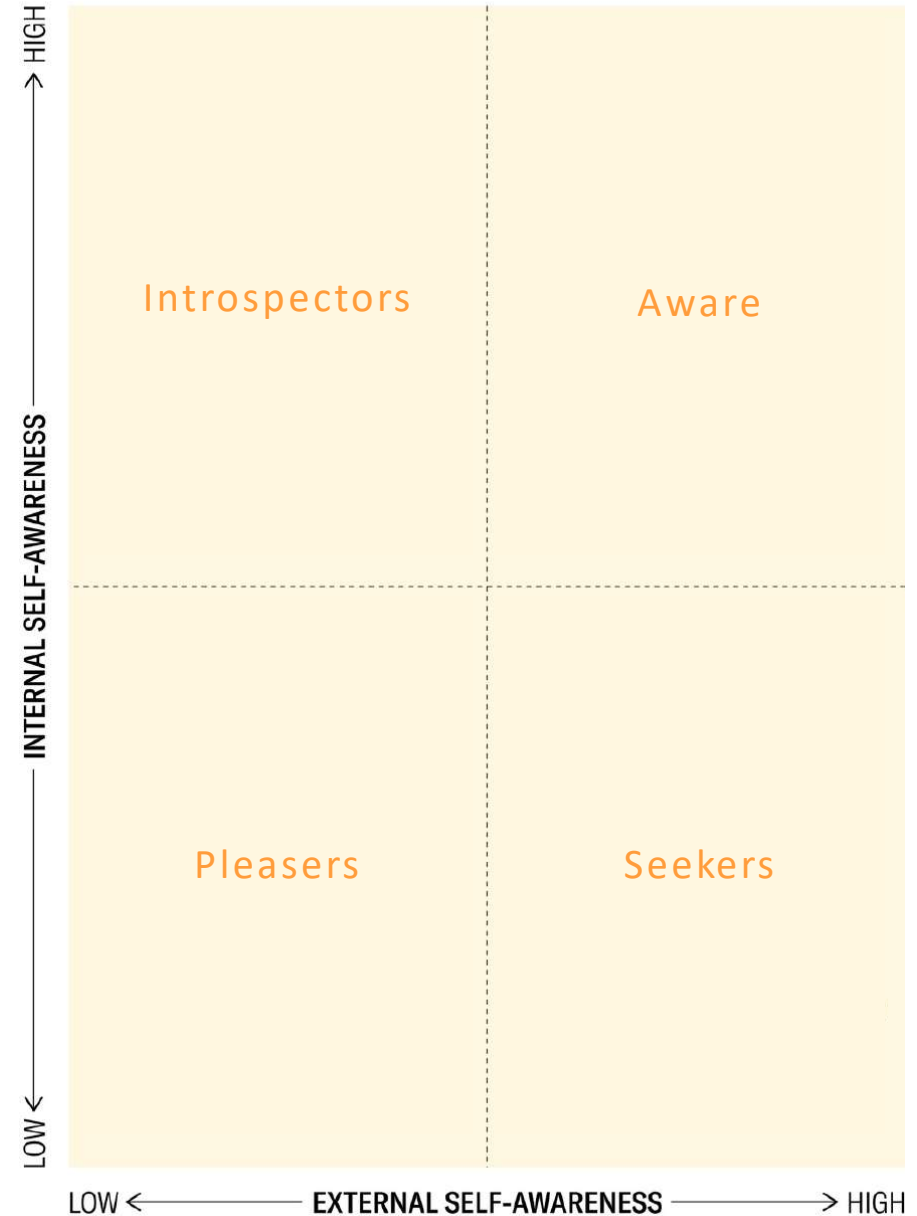 HIGH
Introspectors
Aware
INTERNAL SELF-AWARENESS
Pleasers
Seekers
LOW
LOW
EXTERNAL SELF-AWARENESS
HIGH